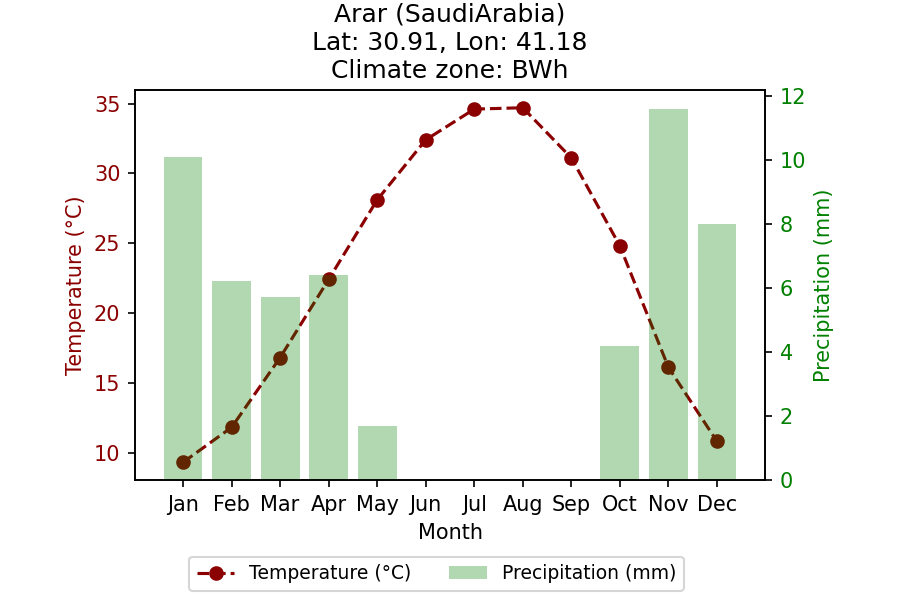 Arar (SaudiArabia)
Lat: 30.91, Lon: 41.18
Climate zone: BWh
Temperature (°C)
35
30
25
20
15
10
Precipitation (mm)
12
10
8
6
4
2
0
Jan Feb Mar Apr May Jun Jul Aug Sep Oct Nov Dec
Month
Temperature (°C) Precipitation (mm)